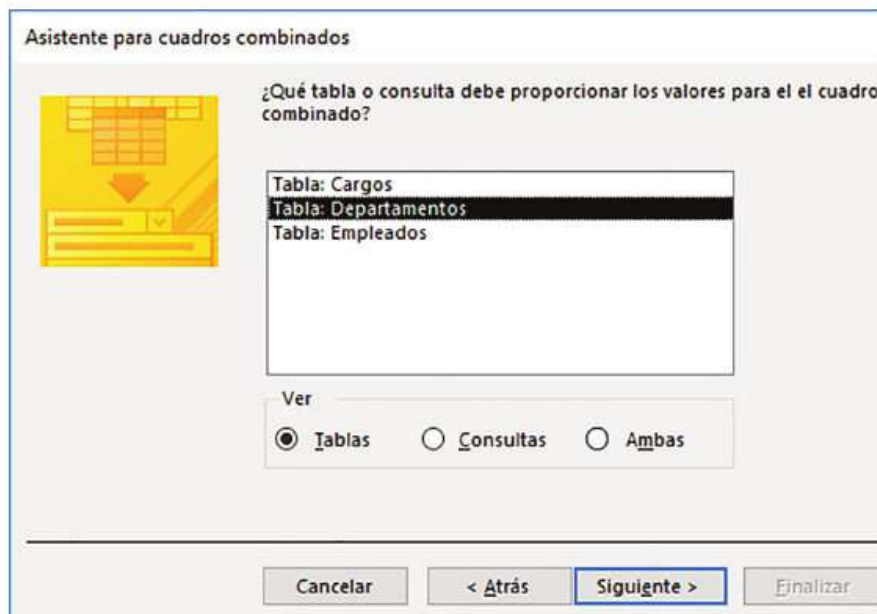 Asistente para cuadros combinados
¿Qué tabla o consulta debe proporcionar los valores para el el cuadro
combinado?
Tabla: Cargos
Tabla: Departamentos
Tabla: Empleados
Ver
Tablas Consultas Ambas
Cancelar < Atrás Siguiente > Finalizar